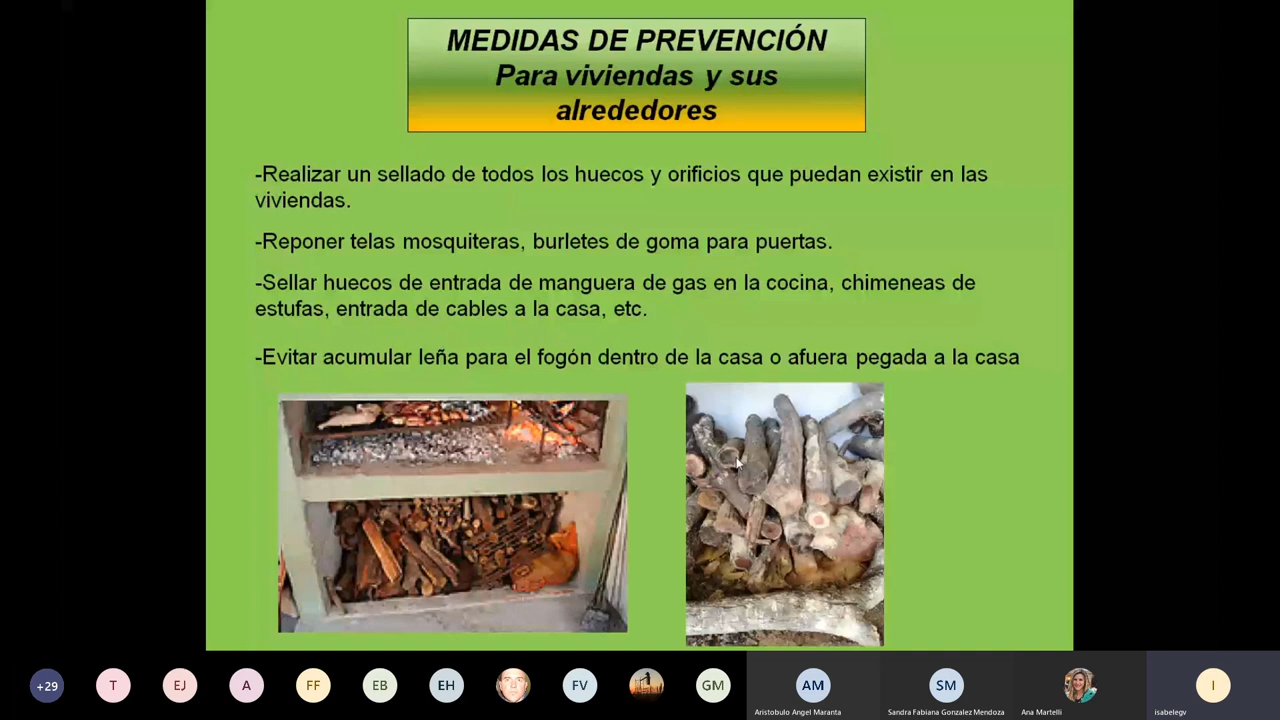 MEDIDAS DE PREVENCIÓN
Para viviendas y sus
alrededores
-Realizar un sellado de todos los huecos y orificios que puedan existir en las
viviendas.
-Reponer telas mosquiteras, burletes de goma para puertas.
-Sellar huecos de entrada de manguera de gas en la cocina, chimeneas de
estufas, entrada de cables a la casa, etc.
-Evitar acumular leña para el fogón dentro de la casa o afuera pegada a la casa
+29 T EJ A FF EB EH FV GM AM SM I
Aristobulo Angel Maranta Sandra Fabiana Gonzalez Mendoza Ana Martelli isabelegv